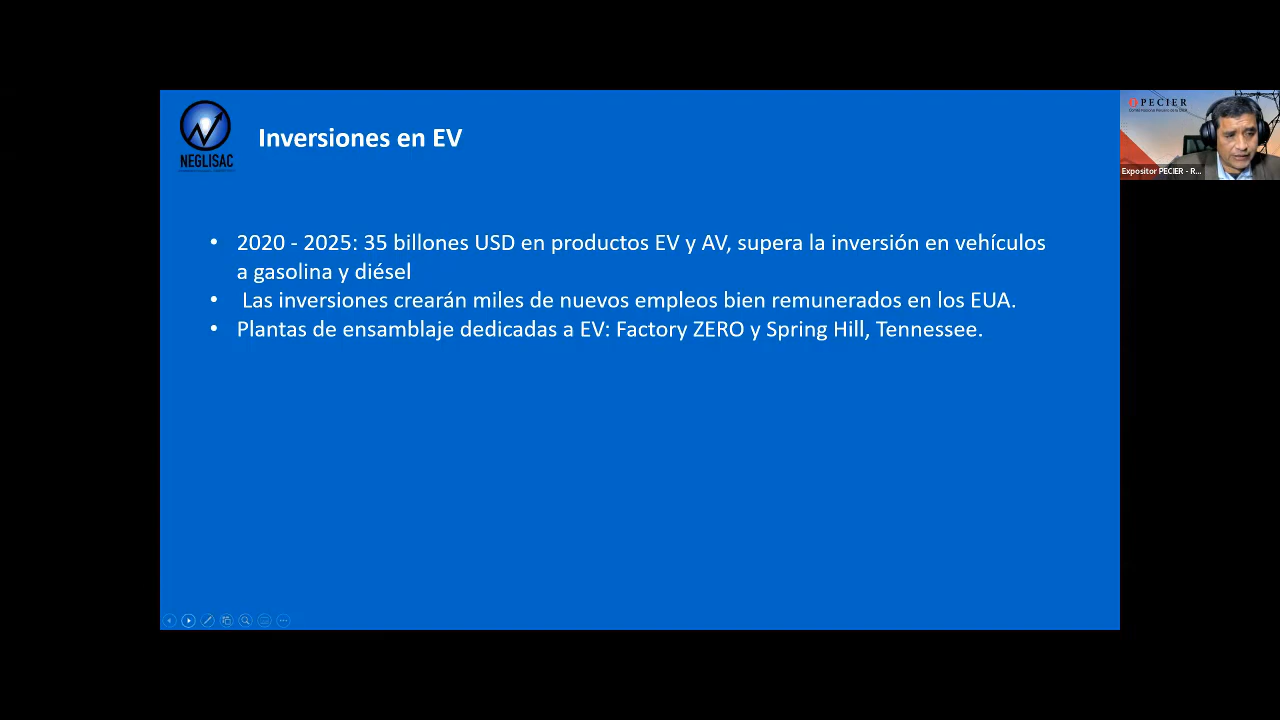 NEGLISAC
Inversiones en EV
• 2020 - 2025: 35 billones USD en productos EV y AV, supera la inversión en vehículos
a gasolina y diésel
• Las inversiones crearán miles de nuevos empleos bien remunerados en los EUA.
• Plantas de ensamblaje dedicadas a EV: Factory ZERO y Spring Hill, Tennessee.
PECIER
Expositor PECIER - R...